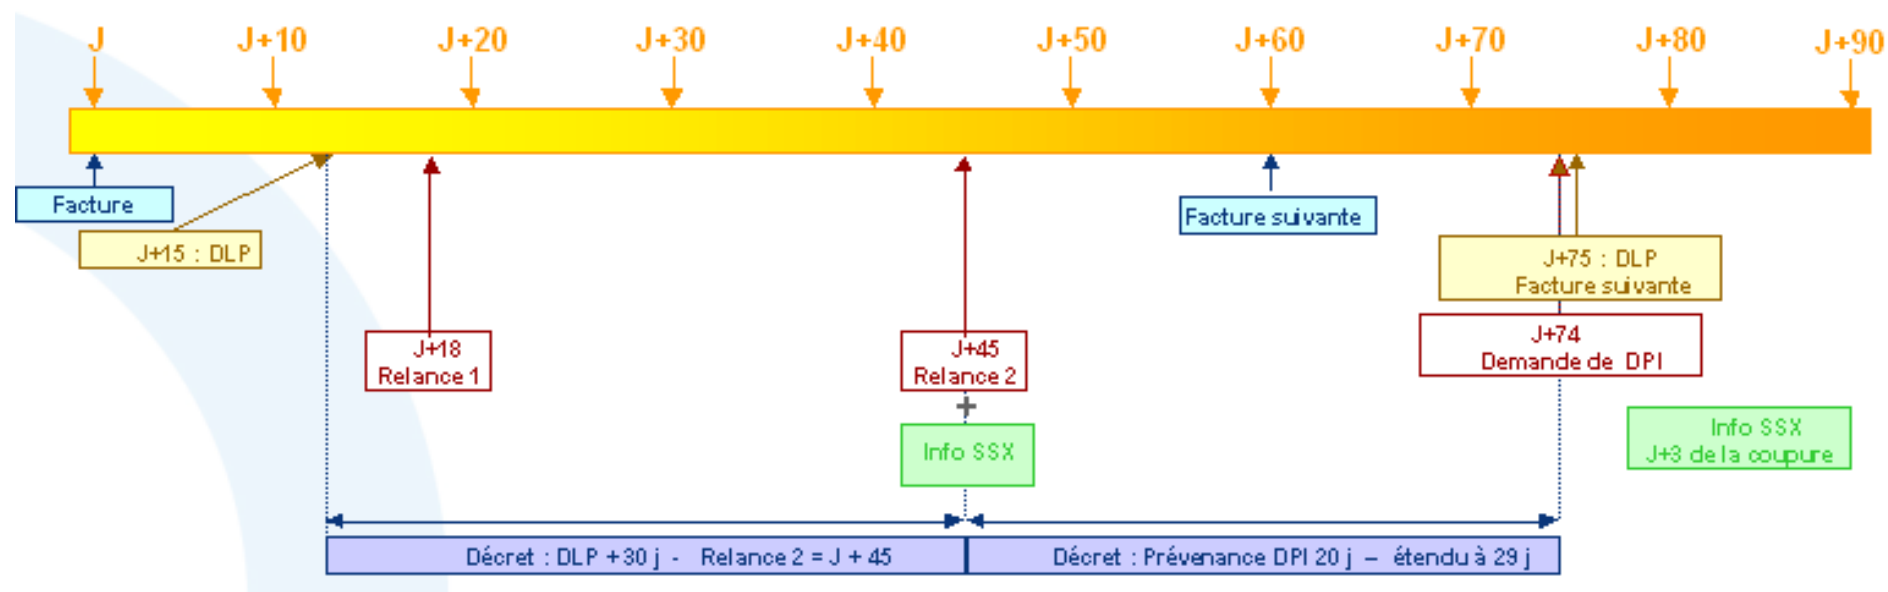 J J+10 J+20 J+30 J+40 J+50 J+60 J+70 J+80 J+90
Facture
Facture suivante
J+15 : DLP
J+75 : DLP
Facture suivante
J+18
Relance 1
J+45
Relance 2
J+74
Demande de DPI
+
Info SSX
Info SSX
J+3 de la coupure
Décret : DLP +30 j - Relance 2 = J + 45
Décret : Prévenance DPI 20 j – étendu à 29 j